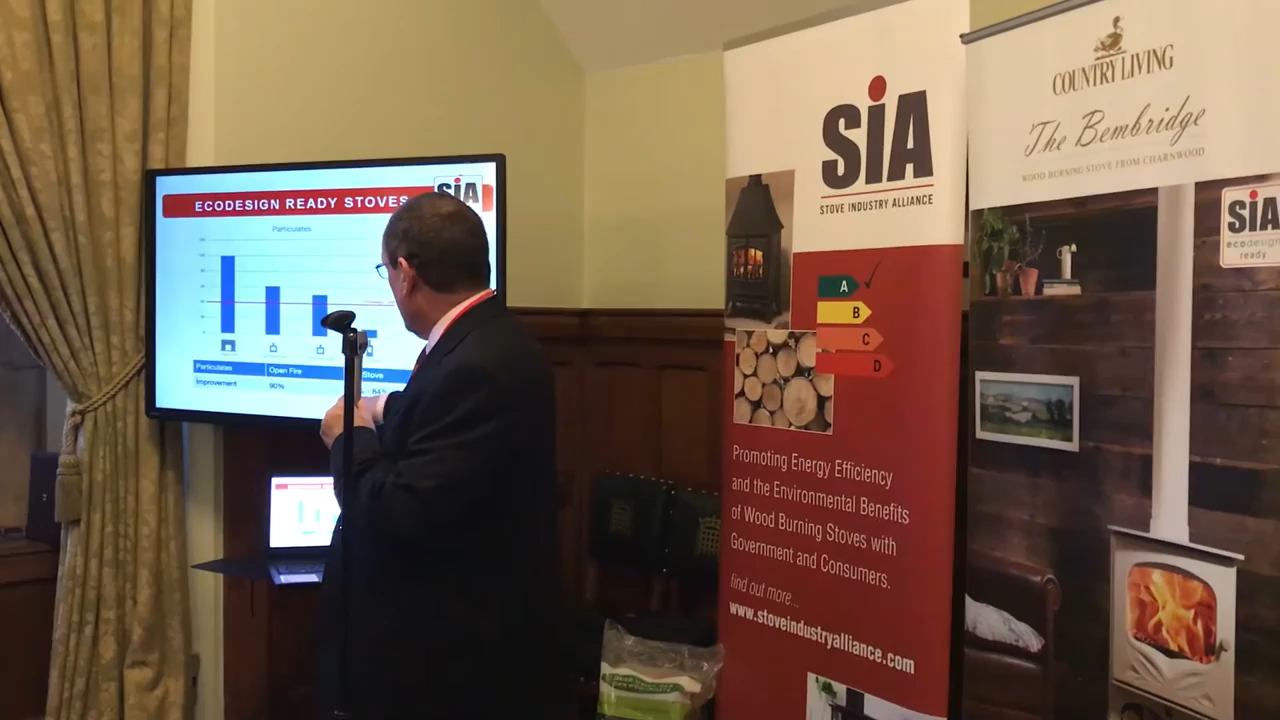 ECODESIGN READY STOVES
SiA
Particulates
Particulates
Open Fire
Stove
Improvement
90%
84%
SiA
STOVE INDUSTRY ALLIANCE
A
B
C
D
Promoting Energy Efficiency
and the Environmental Benefits
of Wood Burning Stoves with
Government and Consumers.
find out more...
www.stoveindustryalliance.com
COUNTRY LIVING
The Bembridge
WOOD BURNING STOVE FROM CHARNWOOD
SiA
ecodesign
ready